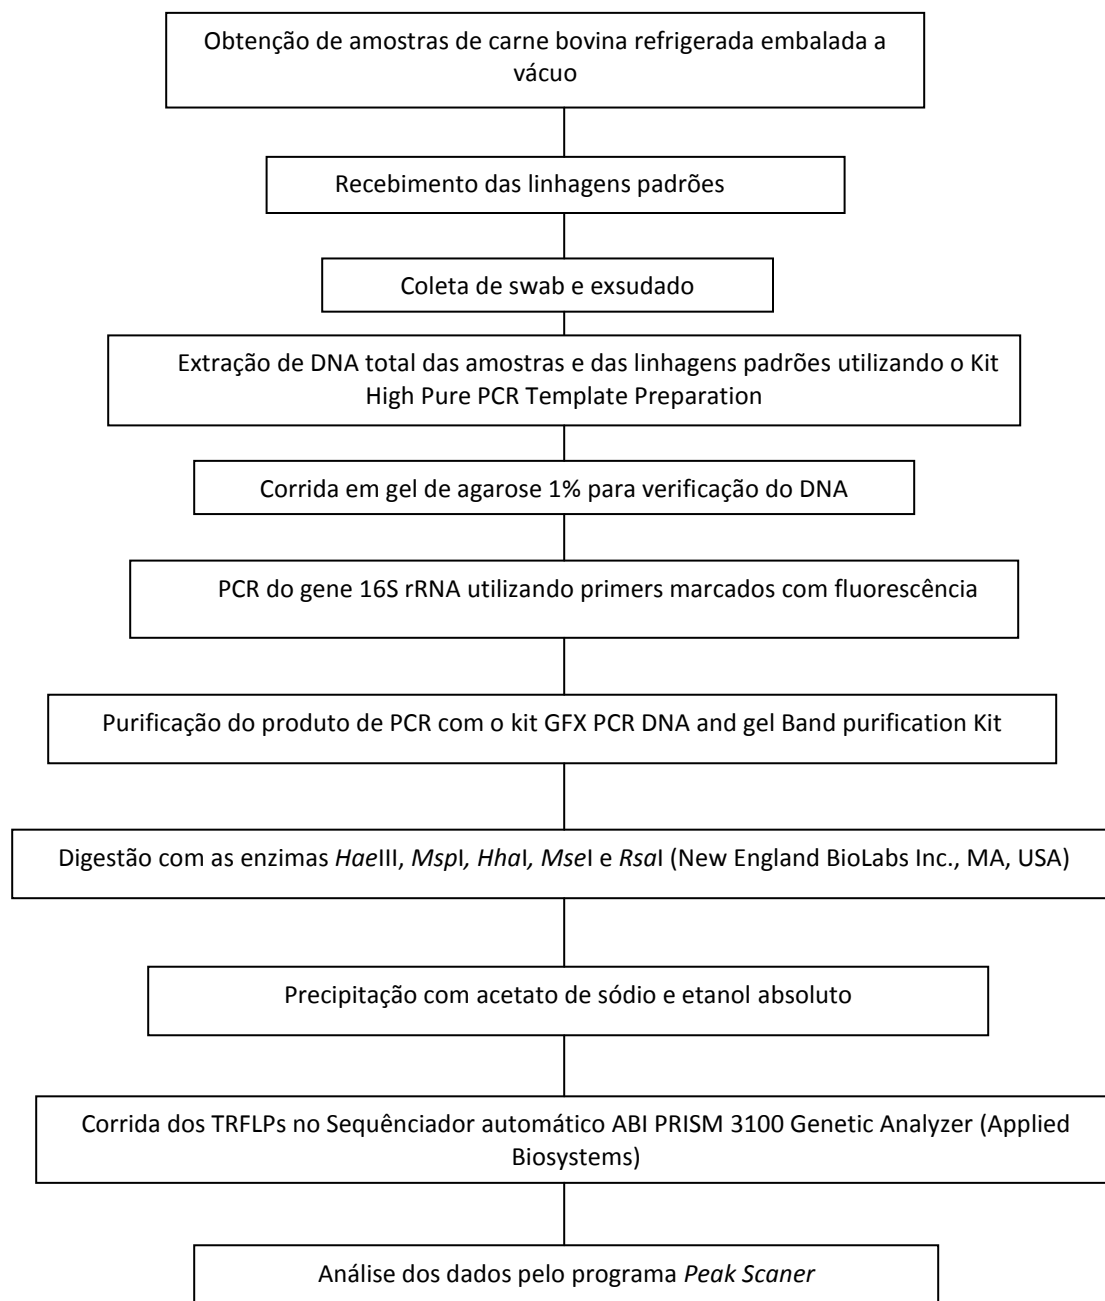 Obtenção de amostras de carne bovina refrigerada embalada a
vácuo
Recebimento das linhagens padrões
Coleta de swab e exsudado
Extração de DNA total das amostras e das linhagens padrões utilizando o Kit
High Pure PCR Template Preparation
Corrida em gel de agarose 1% para verificação do DNA
PCR do gene 16S rRNA utilizando primers marcados com fluorescência
Purificação do produto de PCR com o kit GFX PCR DNA and gel Band purification Kit
Digestão com as enzimas HaeIII, MspI, HhaI, MseI e RsaI (New England BioLabs Inc., MA, USA)
Precipitação com acetato de sódio e etanol absoluto
Corrida dos TRFLPs no Sequênciador automático ABI PRISM 3100 Genetic Analyzer (Applied
Biosystems)
Análise dos dados pelo programa Peak Scaner